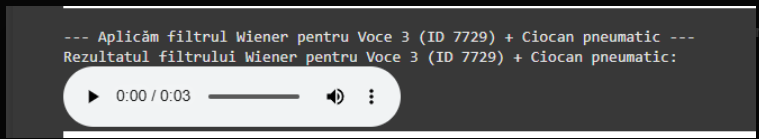 --- Aplicăm filtrul Wiener pentru Voce 3 (ID 7729) + Ciocan pneumatic ---
Rezultatul filtrului Wiener pentru Voce 3 (ID 7729) + Ciocan pneumatic:
0:00 / 0:03